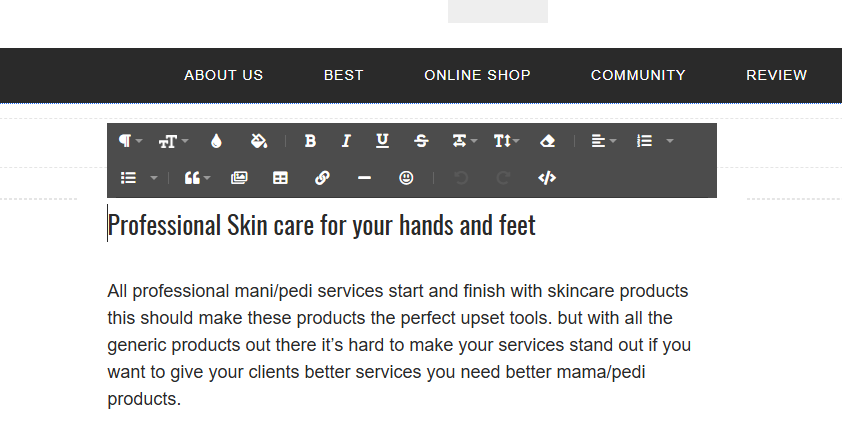 ABOUT US BEST ONLINE SHOP COMMUNITY REVIEW
B I U S
Professional Skin care for your hands and feet
All professional mani/pedi services start and finish with skincare products
this should make these products the perfect upset tools. but with all the
generic products out there it’s hard to make your services stand out if you
want to give your clients better services you need better mama/pedi
products.